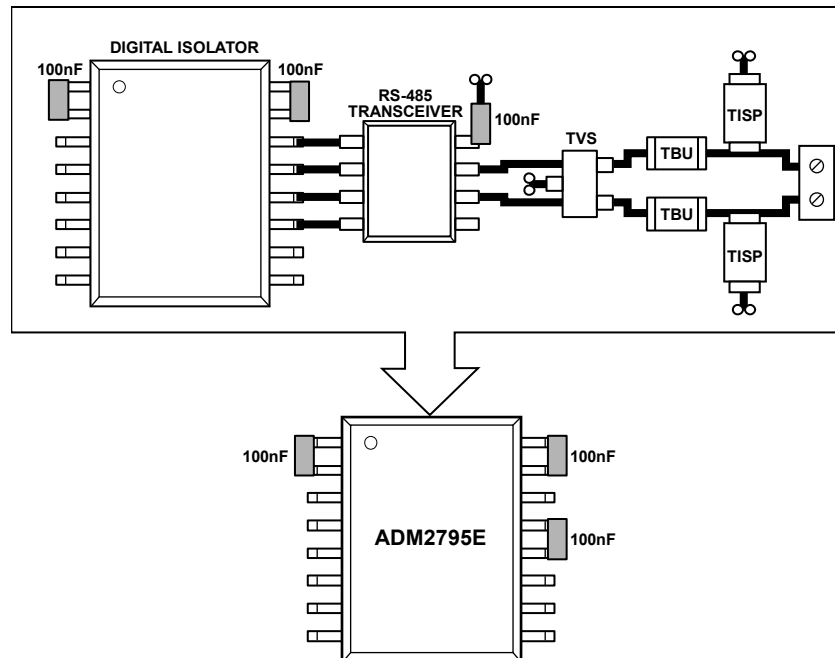 DIGITAL ISOLATOR
100nF
100nF
RS-485
TRANSCEIVER
100nF
TVS
TBU
TISP
TBU
TISP
100nF
100nF
ADM2795E
100nF